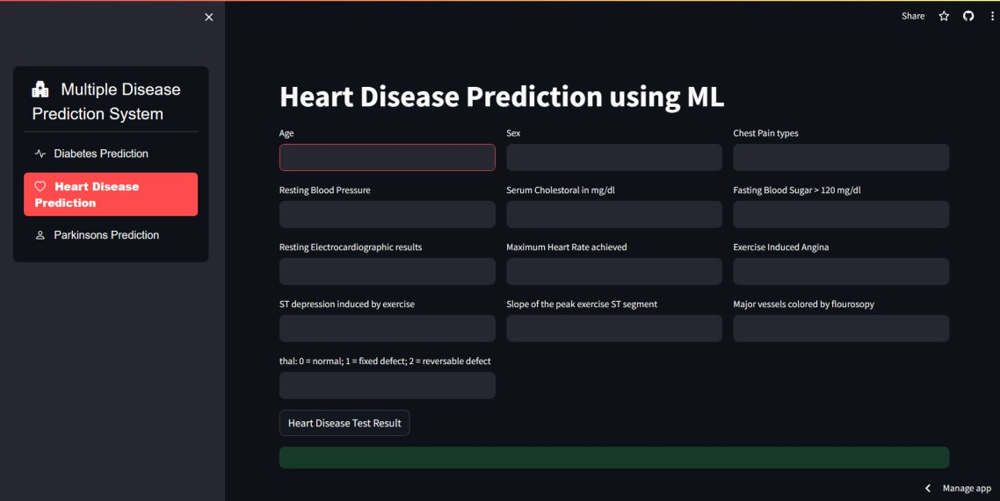 Share
Multiple Disease
Prediction System
Diabetes Prediction
Heart Disease
Prediction
Parkinsons Prediction
Heart Disease Prediction using ML
Age
Sex
Chest Pain types
Resting Blood Pressure
Serum Cholestoral in mg/dl
Fasting Blood Sugar > 120 mg/dl
Resting Electrocardiographic results
Maximum Heart Rate achieved
Exercise Induced Angina
ST depression induced by exercise
Slope of the peak exercise ST segment
Major vessels colored by flourosopy
thal: 0 = normal; 1 = fixed defect; 2 = reversable defect
Heart Disease Test Result
Manage app